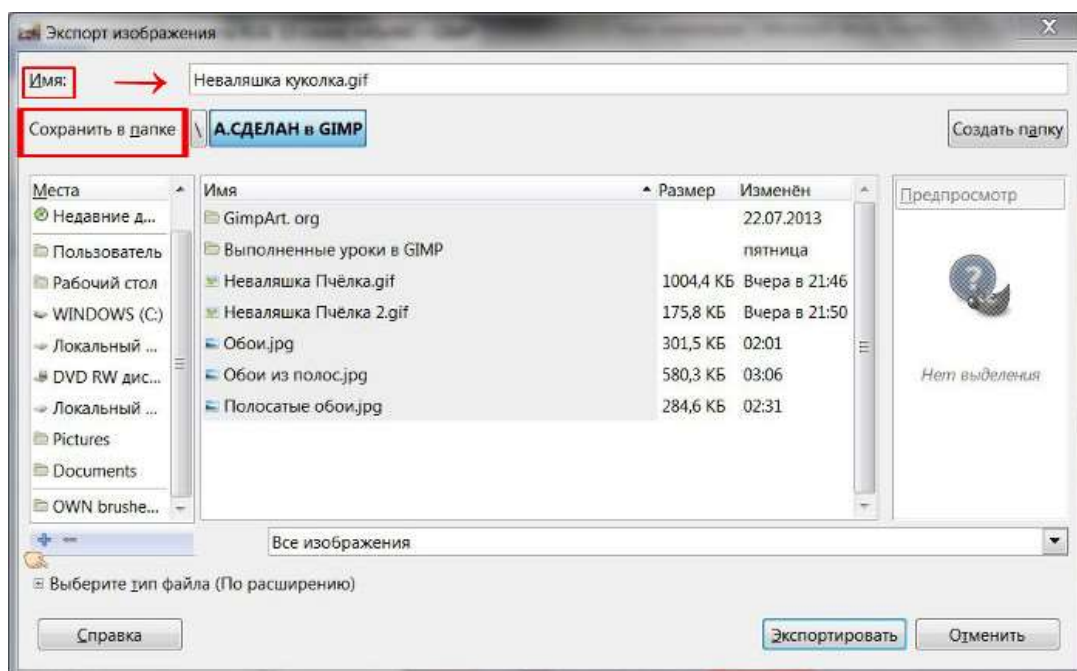 Экспорт изображения
Имя:
Неваляшка куколка.gif
Сохранить в папке
\
А.СДЕЛАН в GIMP
Создать папку
Места
Имя
Размер
Изменён
Предпросмотр
Недавние д...
GimpArt. org
22.07.2013
Пользователь
Выполненные уроки в GIMP
пятница
Рабочий стол
Неваляшка Пчёлка.gif
1004,4 КБ
Вчера в 21:46
WINDOWS (C:)
Неваляшка Пчёлка 2.gif
175,8 КБ
Вчера в 21:50
Локальный ...
Обои.jpg
301,5 КБ
02:01
DVD RW дис...
Обои из полос.jpg
580,3 КБ
03:06
Нет выделения
Локальный ...
Полосатые обои.jpg
284,6 КБ
02:31
Pictures
Documents
OWN brushe...
Все изображения
Выберите тип файла (По расширению)
Справка
Экспортировать
Отменить